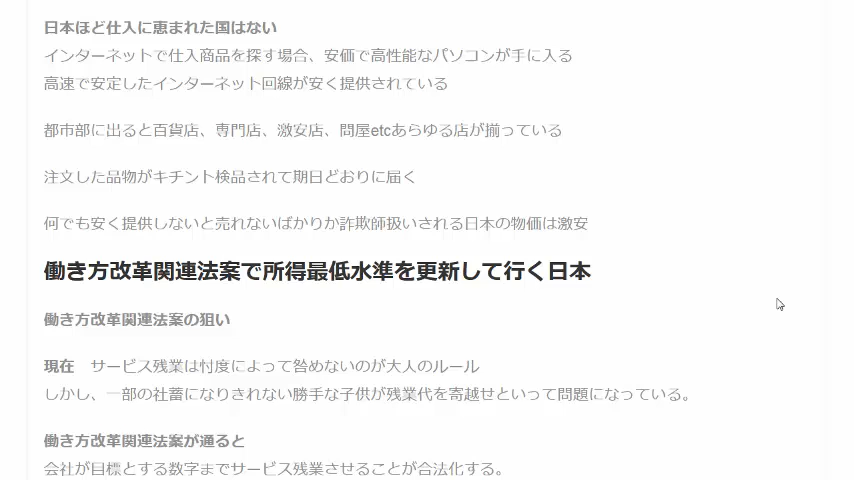 日本ほど仕入に恵まれた国はない
インターネットで仕入商品を探す場合、安価で高性能なパソコンが手に入る
高速で安定したインターネット回線が安く提供されている
都市部に出ると百貨店、専門店、激安店、問屋etcあらゆる店が揃っている
注文した品物がキチント検品されて期日どおりに届く
何でも安く提供しないと売れないばかりか詐欺師扱いされる日本の物価は激安
働き方改革関連法案で所得最低水準を更新して行く日本
働き方改革関連法案の狙い
現在　サービス残業は忖度によって咎めないのが大人のルール
しかし、一部の社蓄になりきれない勝手な子供が残業代を寄越せといって問題になっている。
働き方改革関連法案が通ると
会社が目標とする数字までサービス残業させることが合法化する。